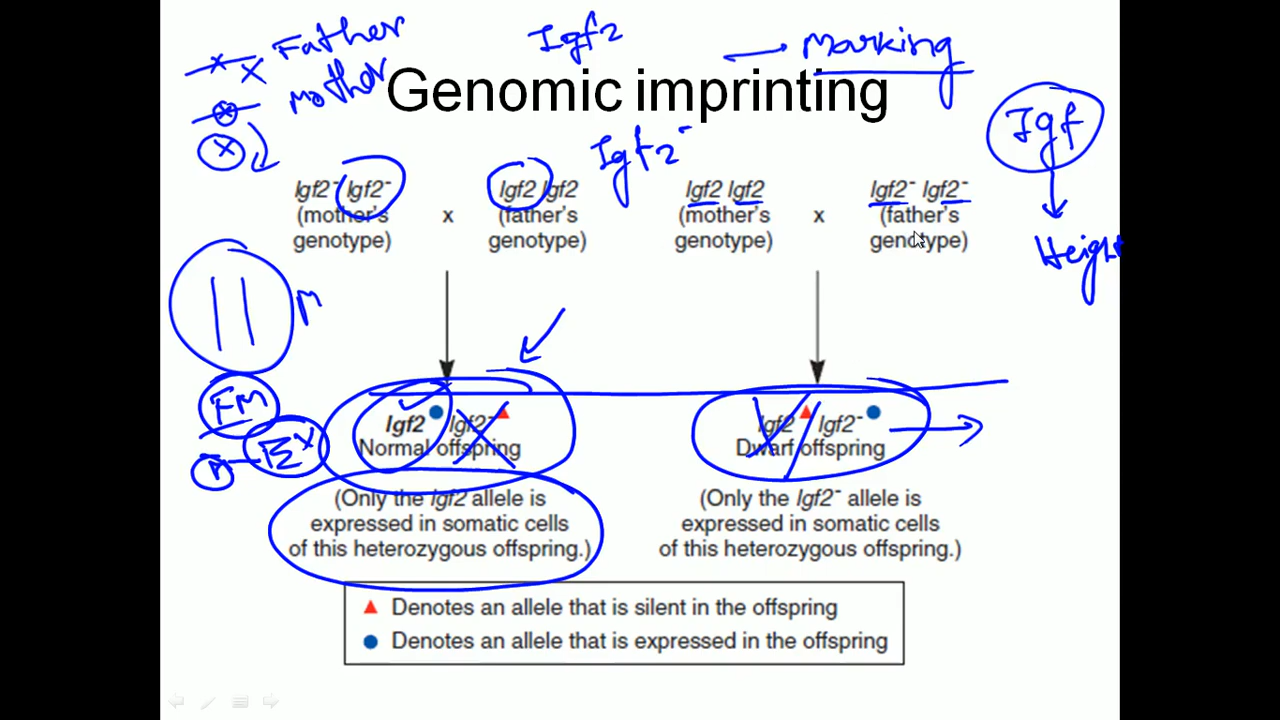 Father
Igf2
Marking
mother
Genomic imprinting
Igf
Igf2-
Igf2- Igf2-
(mother's
genotype)
x
Igf2 Igf2
(father's
genotype)
Igf2 Igf2
(mother's
genotype)
x
Igf2- Igf2-
(father's
genotype)
Height
M
FM
Igf2 Igf2-
Normal offspring
Igf2 Igf2-
Dwarf offspring
(Only the Igf2 allele is
expressed in somatic cells
of this heterozygous offspring.)
(Only the Igf2- allele is
expressed in somatic cells
of this heterozygous offspring.)
Denotes an allele that is silent in the offspring
Denotes an allele that is expressed in the offspring